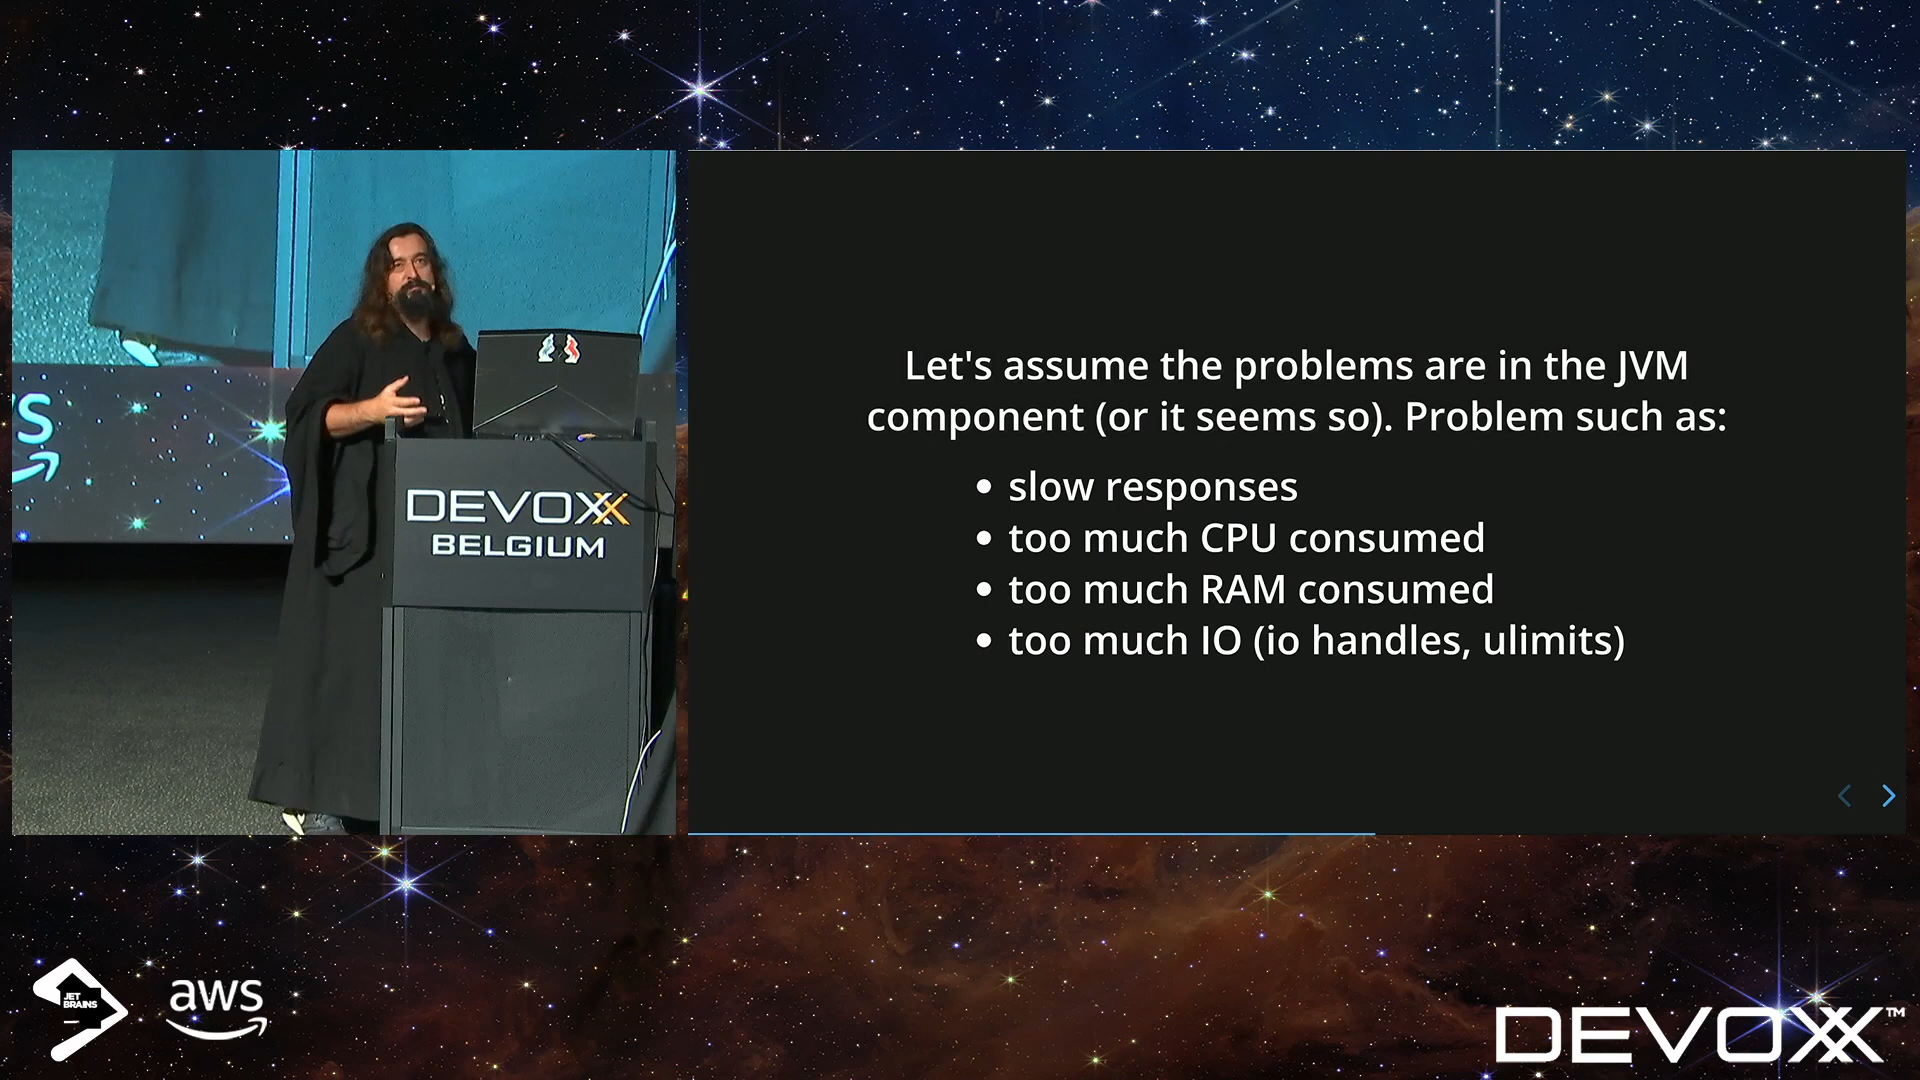 Let's assume the problems are in the JVM
component (or it seems so). Problem such as:
• slow responses
• too much CPU consumed
• too much RAM consumed
• too much IO (io handles, ulimits)
DEVOXX
BELGIUM
JET
BRAINS
aws
DEVOXX™